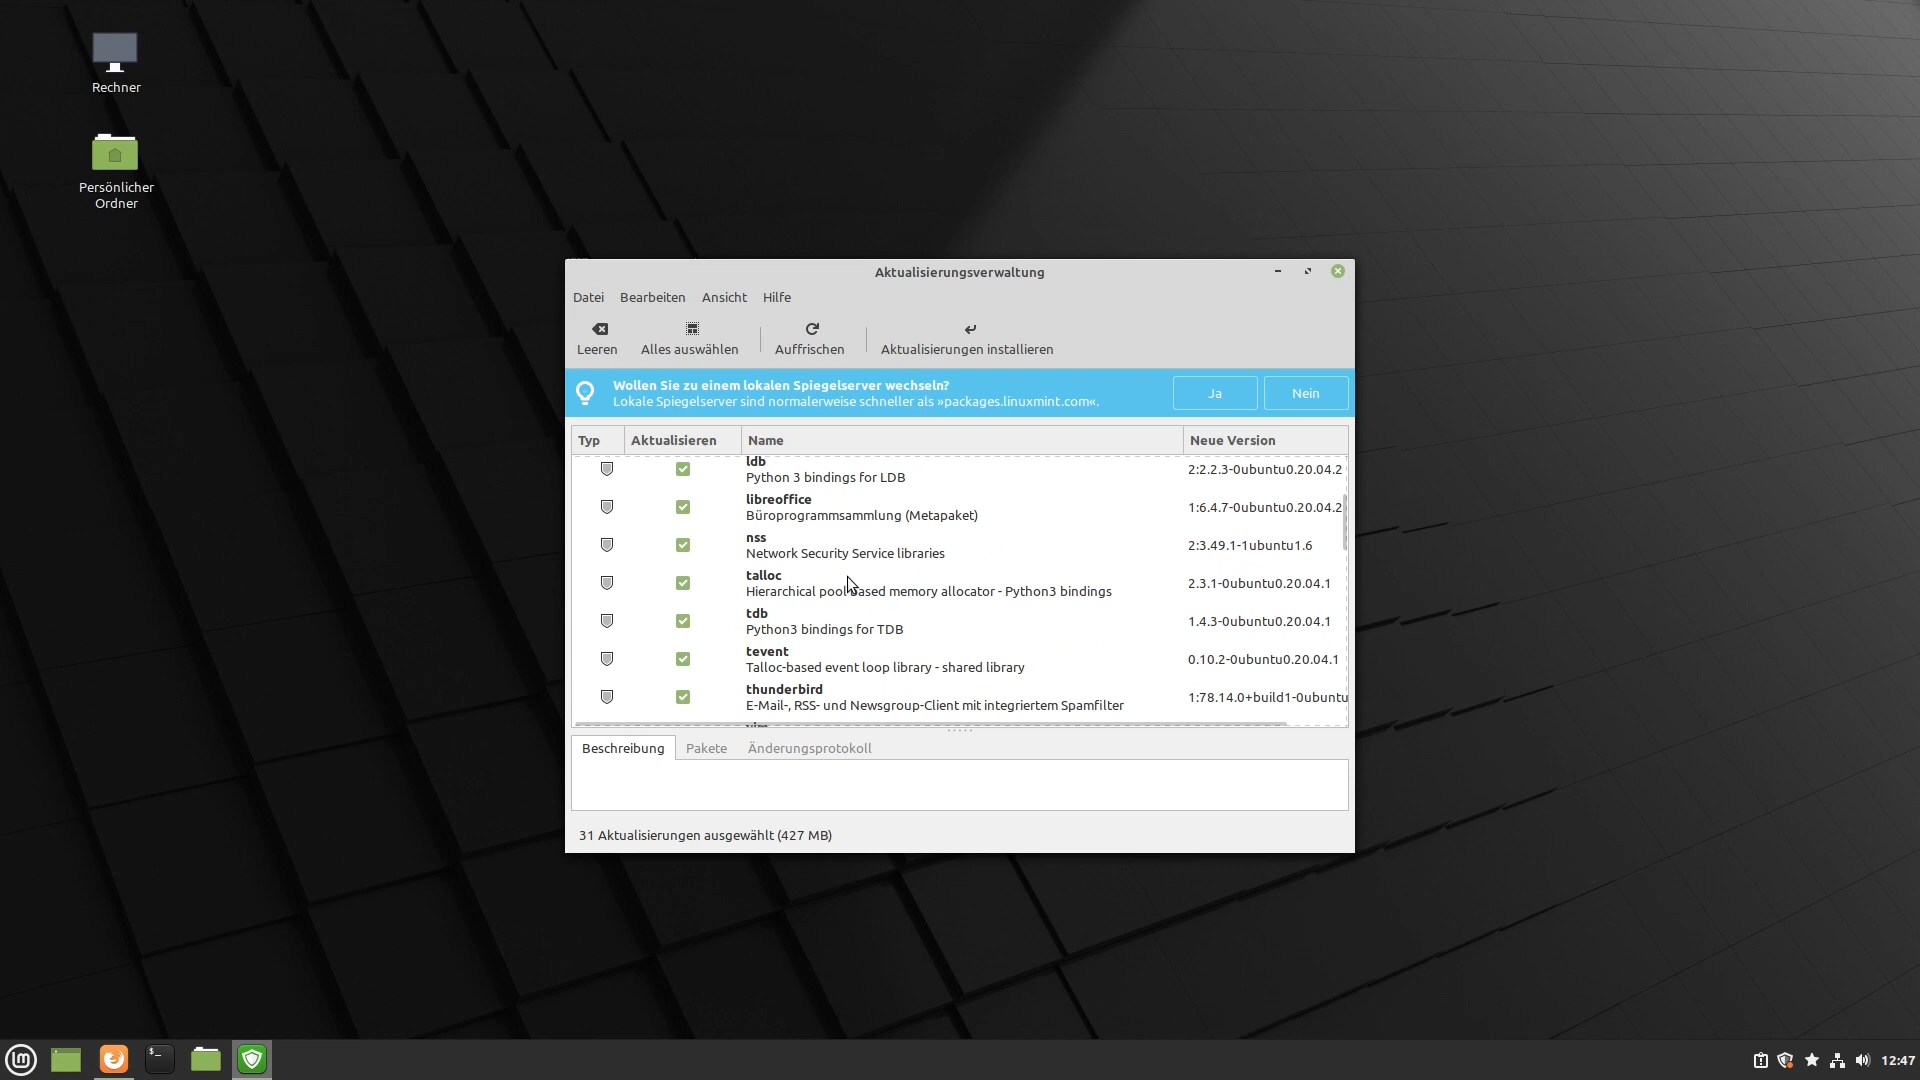 Rechner
Persönlicher
Ordner
Aktualisierungsverwaltung
Datei Bearbeiten Ansicht Hilfe
Leeren Alles auswählen Auffrischen Aktualisierungen installieren
Wollen Sie zu einem lokalen Spiegelserver wechseln?
Lokale Spiegelserver sind normalerweise schneller als »packages.linuxmint.com«.
Ja Nein
Typ Aktualisieren Name Neue Version
ldb
Python 3 bindings for LDB 2:2.2.3-0ubuntu0.20.04.2
libreoffice
Büroprogrammsammlung (Metapaket) 1:6.4.7-0ubuntu0.20.04.2
nss
Network Security Service libraries 2:3.49.1-1ubuntu1.6
talloc
Hierarchical pool based memory allocator - Python3 bindings 2.3.1-0ubuntu0.20.04.1
tdb
Python3 bindings for TDB 1.4.3-0ubuntu0.20.04.1
tevent
Talloc-based event loop library - shared library 0.10.2-0ubuntu0.20.04.1
thunderbird
E-Mail-, RSS- und Newsgroup-Client mit integriertem Spamfilter 1:78.14.0+build1-0ubuntu
Beschreibung Pakete Änderungsprotokoll
31 Aktualisierungen ausgewählt (427 MB)
12:47